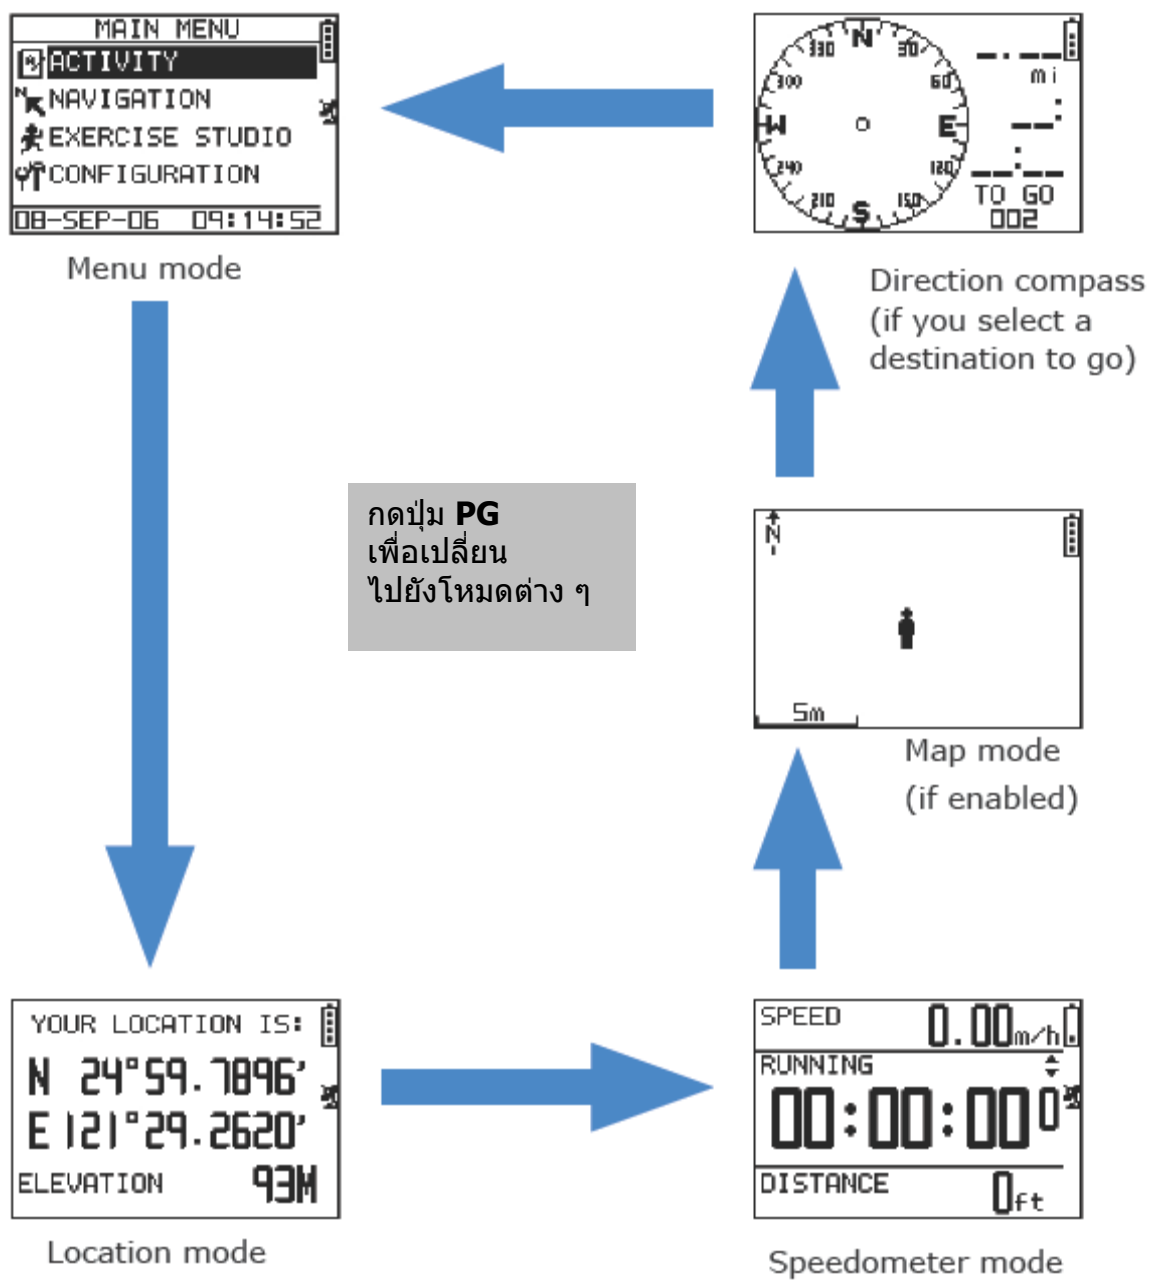 MAIN MENU
ACTIVITY
NAVIGATION
EXERCISE STUDIO
CONFIGURATION
08-SEP-06 09:14:52
Menu mode
N
330
30
300
60
W
E
240
120
210
150
S
mi
TO GO
002
Direction compass
(if you select a
destination to go)
กดปุ่ม PG
เพื่อเปลี่ยน
ไปยังโหมดต่าง ๆ
N
5m
Map mode
(if enabled)
YOUR LOCATION IS:
N 24°59.7896'
E 121°29.2620'
ELEVATION 93M
Location mode
SPEED 0.00m/h
RUNNING
00:00:00 0
DISTANCE 0ft
Speedometer mode